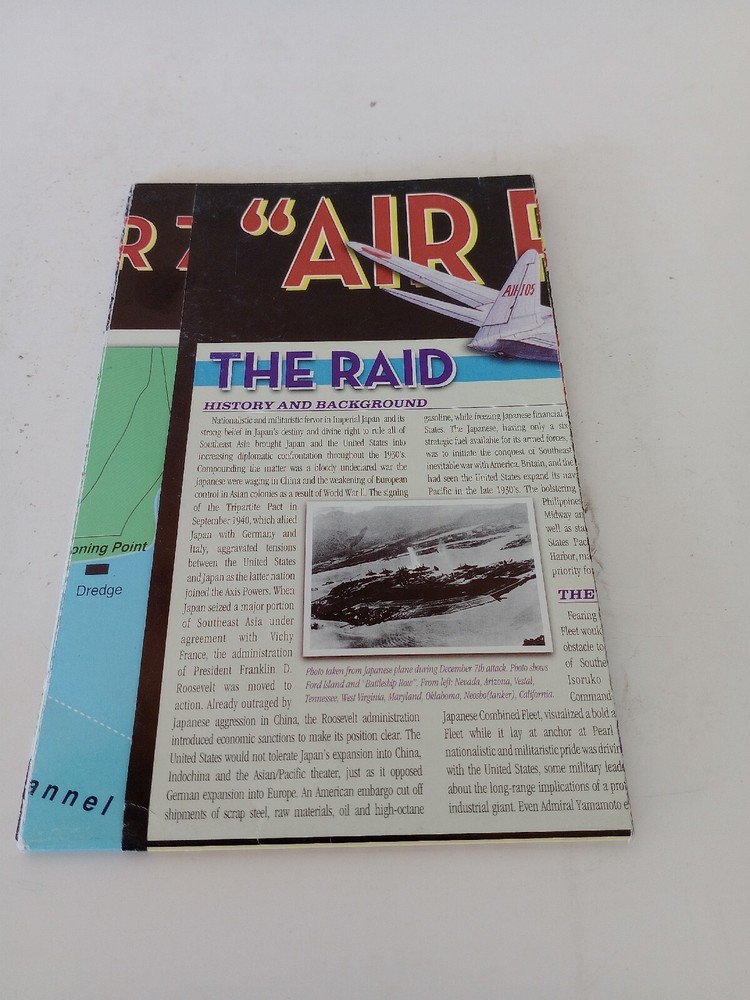 R 7
“AIR R
AII-105
THE RAID
HISTORY AND BACKGROUND
Nationalistic and militaristic fervor in Imperial Japan and its
strong belief in Japan's destiny and divine right to rule all of
Southeast Asia brought Japan and the United States into
increasing diplomatic confrontation throughout the 1930's.
Compounding the matter was a bloody undeclared war the
Japanese were waging in China and the weakening of European
control in Asian colonies as a result of World War II. The signing
of the Tripartite Pact in
September 1940, which allied
Japan with Germany and
Italy, aggravated tensions
between the United States
and Japan as the latter nation
joined the Axis Powers. When
Japan seized a major portion
of Southeast Asia under
agreement with Vichy
France, the administration
of President Franklin D.
Roosevelt was moved to
action. Already outraged by
Japanese aggression in China, the Roosevelt administration
introduced economic sanctions to make its position clear. The
United States would not tolerate Japan's expansion into China,
Indochina and the Asian/Pacific theater, just as it opposed
German expansion into Europe. An American embargo cut off
shipments of scrap steel, raw materials, oil and high-octane
gasoline, while freezing Japanese financial a
States. The Japanese, having only a six
strategic fuel available for its armed forces,
was to initiate the conquest of Southeast
inevitable war with America, Britain, and the
had seen the United States expand its nav
Pacific in the late 1930's. The bolstering
Philippines
Midway an
well as sta
States Pac
Harbor, ma
priority for
Photo taken from Japanese plane during December 7th attack. Photo shows
Ford Island and "Battleship Row". From left: Nevada, Arizona, Vestal,
Tennessee, West Virginia, Maryland, Oklahoma, Neosho(tanker), California.
THE
Fearing
Fleet would
obstacle to
of Southe
Isoroku
Command
Japanese Combined Fleet, visualized a bold a
Fleet while it lay at anchor at Pearl
nationalistic and militaristic pride was drivin
with the United States, some military leade
about the long-range implications of a pro
industrial giant. Even Admiral Yamamoto e
oning Point
Dredge
annel